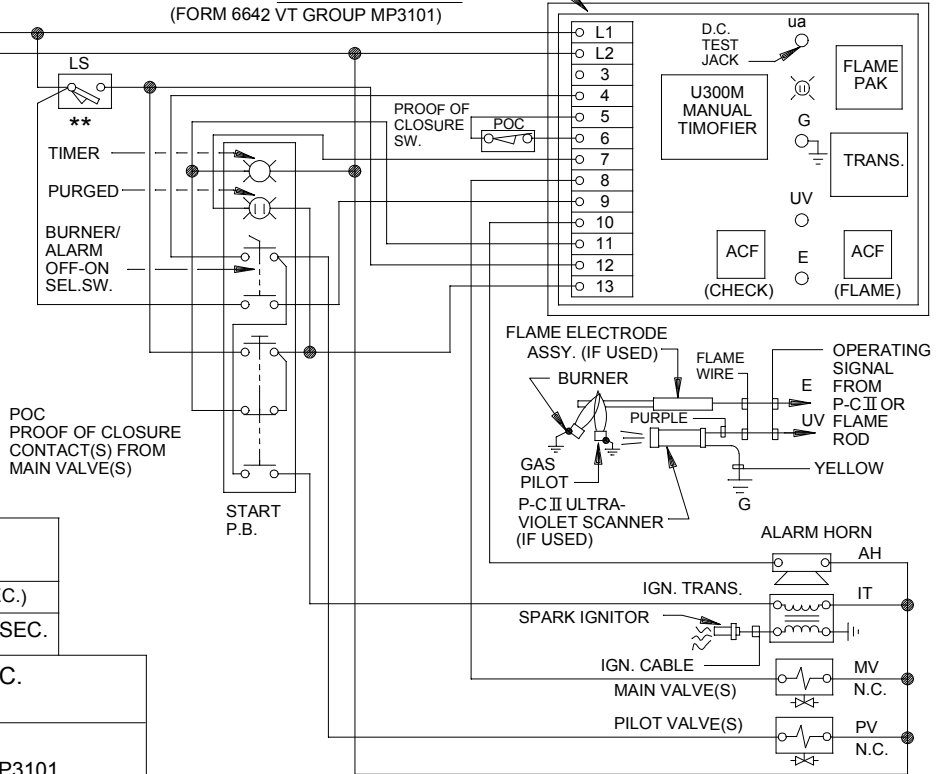 (FORM 6642 VT GROUP MP3101)
LS
**
TIMER
PURGED
BURNER/
ALARM
OFF-ON
SEL.SW.
POC
PROOF OF CLOSURE
CONTACT(S) FROM
MAIN VALVE(S)
START
P.B.
PROOF OF
CLOSURE
SW.
POC
L1
L2
3
4
5
6
7
8
9
10
11
12
13
D.C.
TEST
JACK
ua
FLAME
PAK
U300M
MANUAL
TIMOFIER
G
TRANS.
UV
E
ACF
(CHECK)
ACF
(FLAME)
FLAME ELECTRODE
ASSY. (IF USED)
FLAME
WIRE
BURNER
PURPLE
E
UV
OPERATING
SIGNAL
FROM
P-C II OR
FLAME
ROD
YELLOW
G
GAS
PILOT
P-C II ULTRA-
VIOLET SCANNER
(IF USED)
ALARM HORN
AH
IGN. TRANS.
IT
SPARK IGNITOR
IGN. CABLE
MAIN VALVE(S)
MV
N.C.
PILOT VALVE(S)
PV
N.C.
C.)
SEC.
C.
P3101